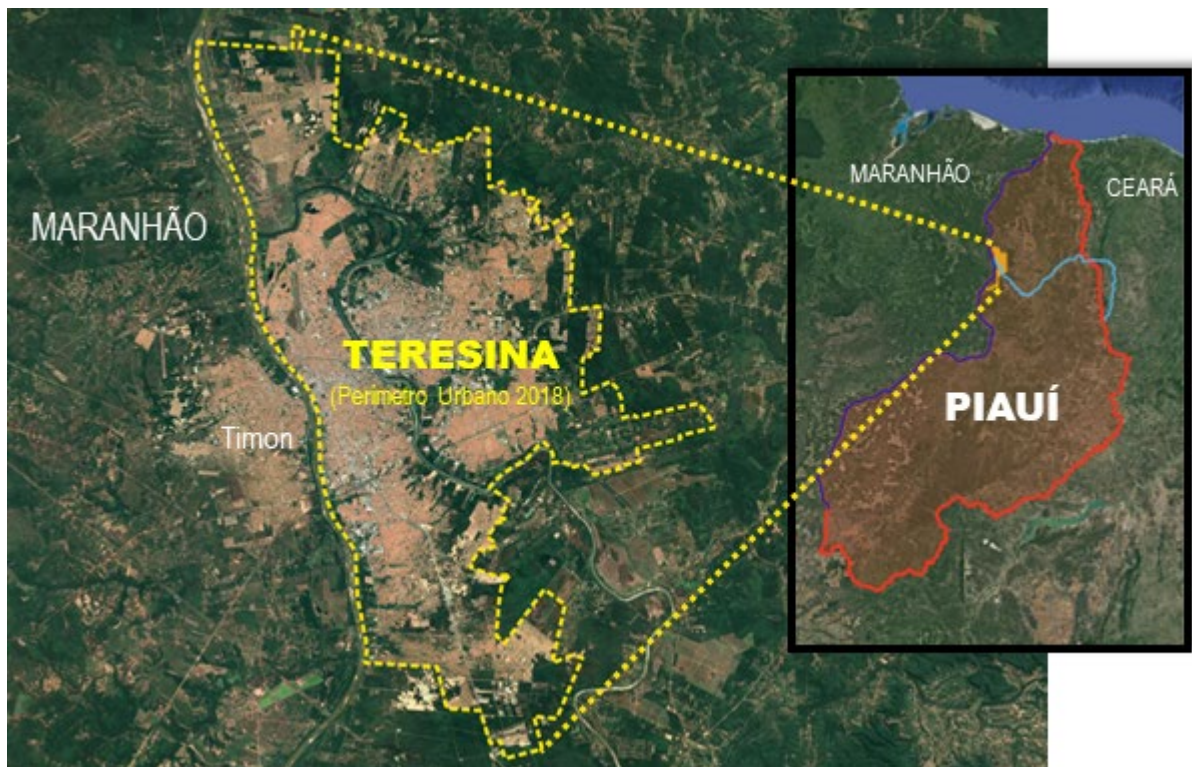 MARANHÃO
TERESINA
(Perímetro Urbano 2018)
Timon
MARANHÃO
CEARÁ
PIAUÍ